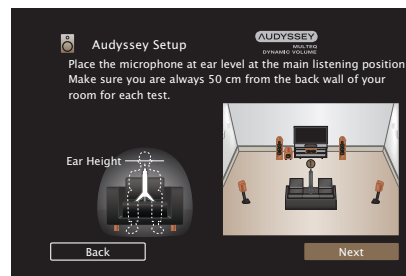 Audyssey Setup
AUDYSSEY
MULTEQ
DYNAMIC VOLUME
Place the microphone at ear level at the main listening position
Make sure you are always 50 cm from the back wall of your
room for each test.
Ear Height
Back
Next